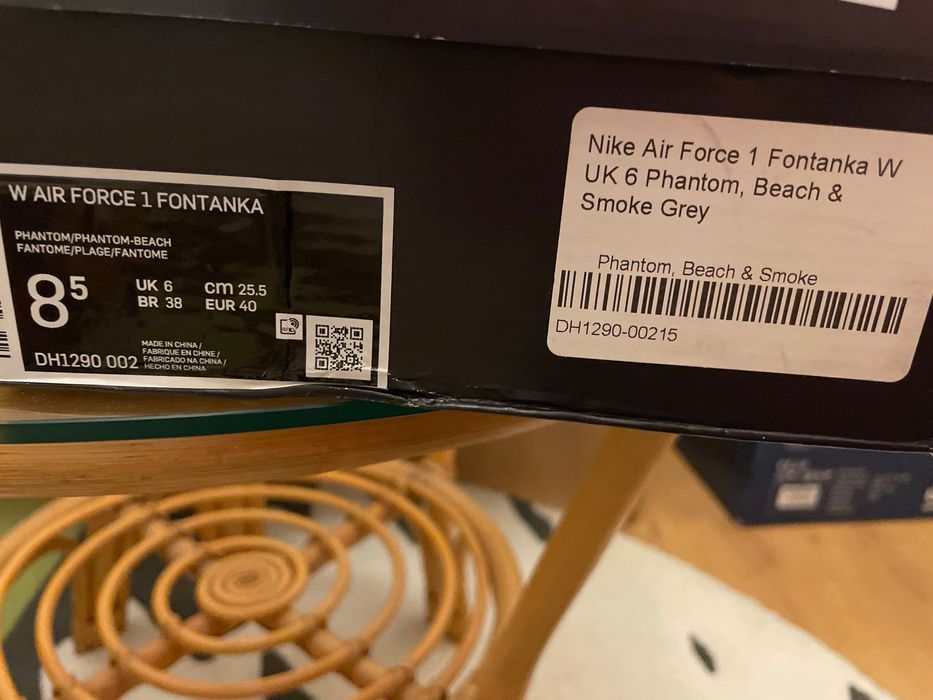 W AIR FORCE 1 FONTANKA
PHANTOM/PHANTOM-BEACH
FANTOME/PLAGE/FANTOME
8⁵
UK 6 cm 25.5
BR 38 EUR 40
MADE IN CHINA /
FABRIQUE EN CHINE /
FABRICADO NA CHINA /
HECHO EN CHINA
DH1290 002
Nike Air Force 1 Fontanka W
UK 6 Phantom, Beach &
Smoke Grey
Phantom, Beach & Smoke
DH1290-00215